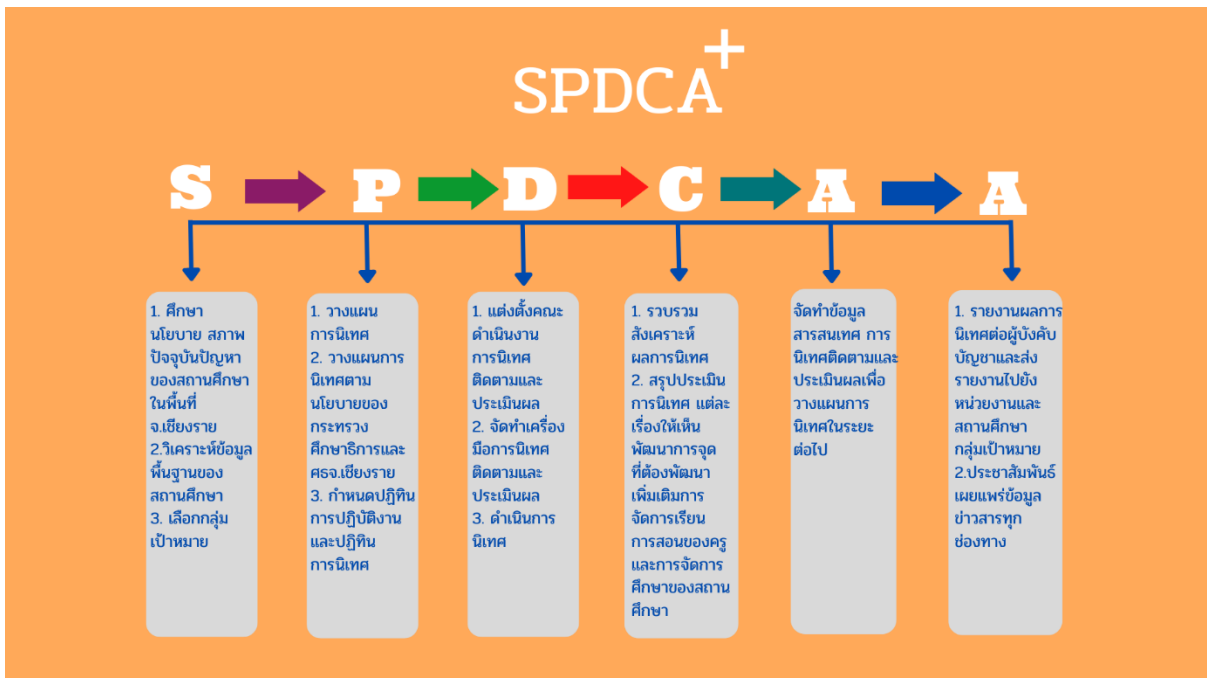 SPDCA+
S P D C A A
1. ศึกษา
นโยบาย สภาพ
ปัจจุบันปัญหา
ของสถานศึกษา
ในพื้นที่
จ.เชียงราย
2.วิเคราะห์ข้อมูล
พื้นฐานของ
สถานศึกษา
3. เลือกกลุ่ม
เป้าหมาย
1. วางแผน
การนิเทศ
2. วางแผนการ
นิเทศตาม
นโยบายของ
กระทรวง
ศึกษาธิการและ
ศธจ.เชียงราย
3. กำหนดปฏิทิน
การปฏิบัติงาน
และปฏิทิน
การนิเทศ
1. แต่งตั้งคณะ
ดำเนินงาน
การนิเทศ
ติดตามและ
ประเมินผล
2. จัดทำเครื่อง
มือการนิเทศ
ติดตามและ
ประเมินผล
3. ดำเนินการ
นิเทศ
1. รวบรวม
สังเคราะห์
ผลการนิเทศ
2. สรุปประเมิน
การนิเทศ แต่ละ
เรื่องให้เห็น
พัฒนาการจุด
ที่ต้องพัฒนา
เพิ่มเติมการ
จัดการเรียน
การสอนของครู
และการจัดการ
ศึกษาของสถาน
ศึกษา
จัดทำข้อมูล
สารสนเทศ การ
นิเทศติดตามและ
ประเมินผลเพื่อ
วางแผนการ
นิเทศในระยะ
ต่อไป
1. รายงานผลการ
นิเทศต่อผู้บังคับ
บัญชาและส่ง
รายงานไปยัง
หน่วยงานและ
สถานศึกษา
กลุ่มเป้าหมาย
2.ประชาสัมพันธ์
เผยแพร่ข้อมูล
ข่าวสารทุก
ช่องทาง